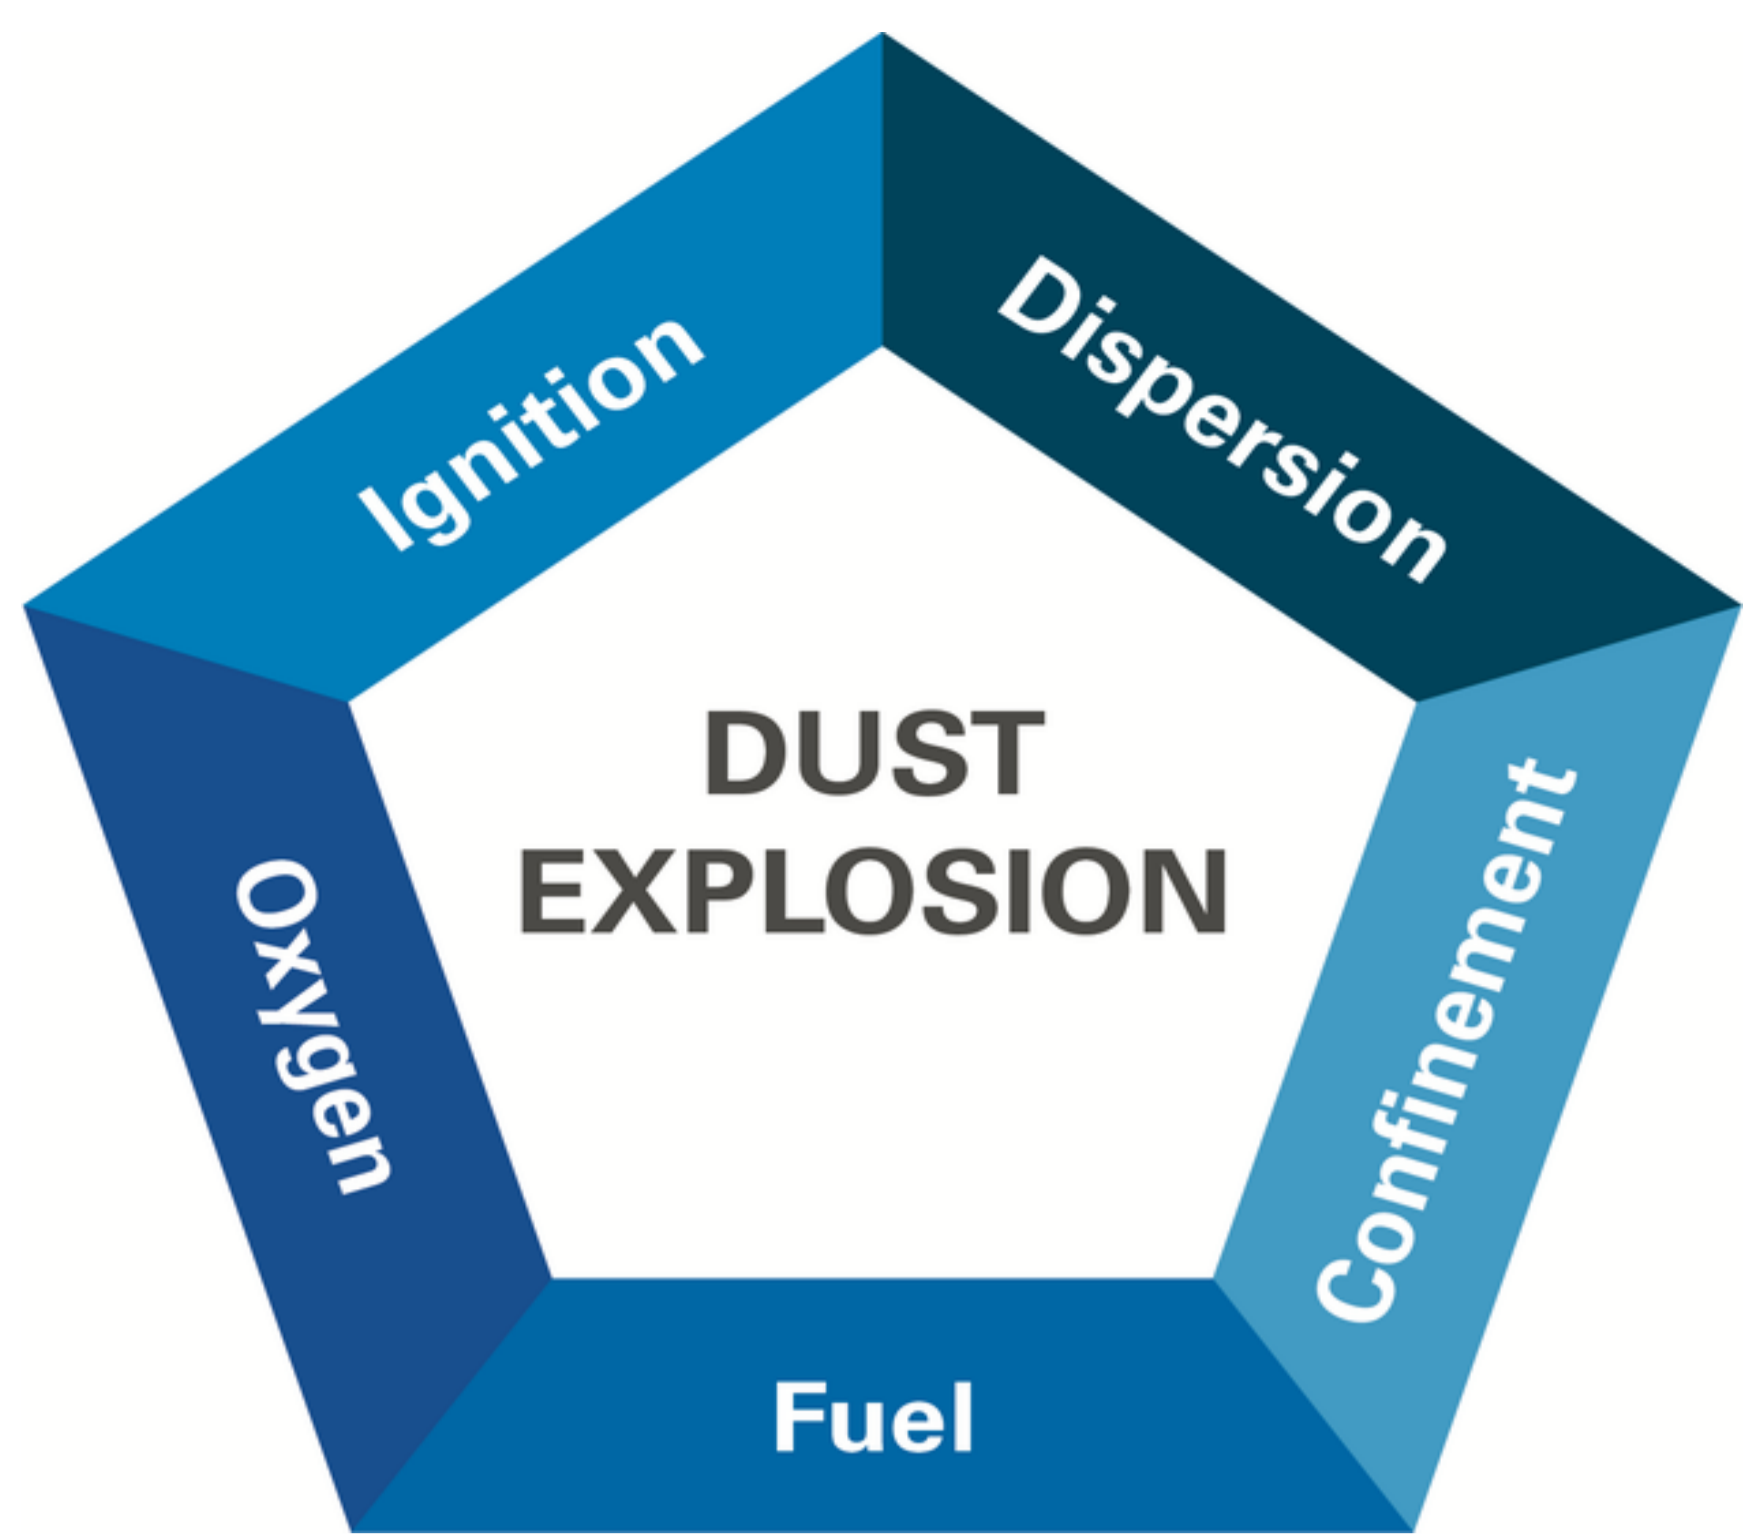 Ignition
Dispersion
DUST
EXPLOSION
Oxygen
Confinement
Fuel